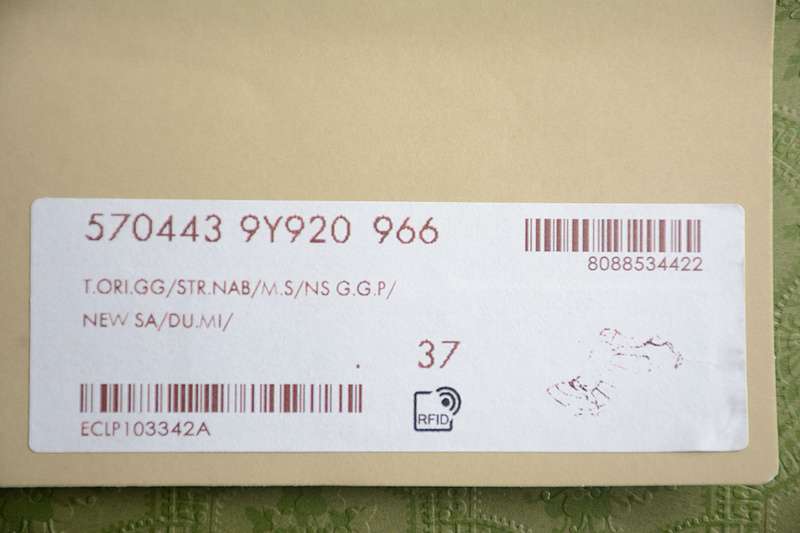 570443 9Y920 966
8088534422
T.ORI.GG/STR.NAB/M.S/NS G.G.P/
NEW SA/DU.MI/
. 37
RFID
ECLP103342A